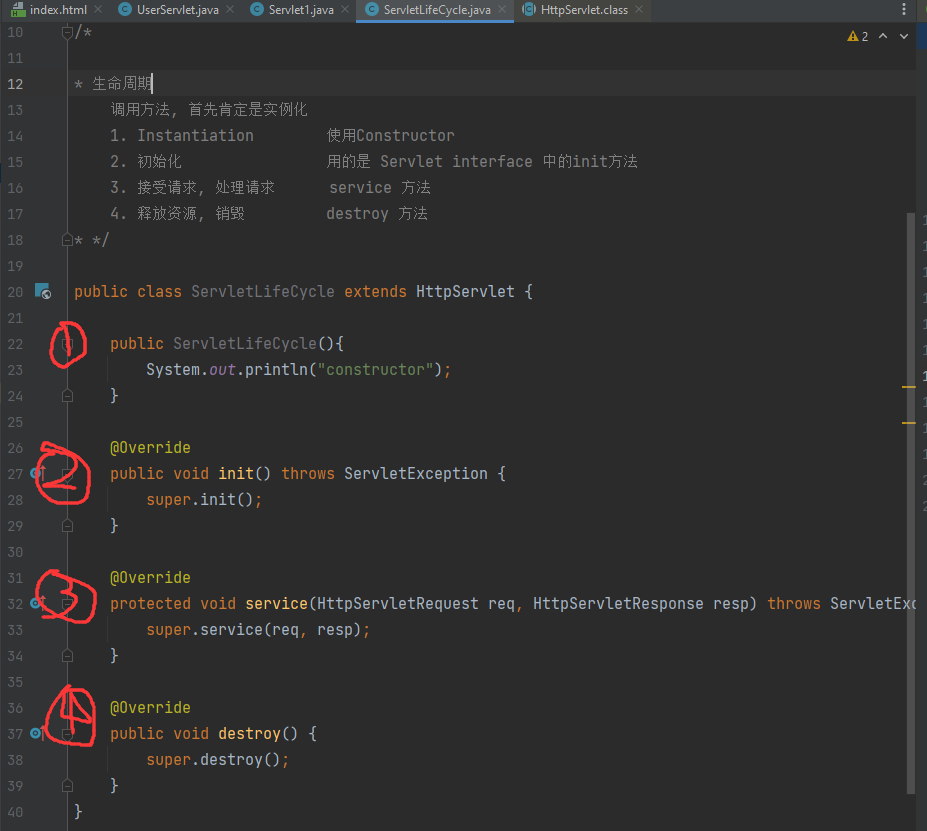 index.html UserServlet.java Servlet1.java ServletLifeCycle.java HttpServlet.class
10 /*
2
11
12 * 生命周期
13 调用方法, 首先肯定是实例化
14 1. Instantiation 使用Constructor
15 2. 初始化 用的是 Servlet interface 中的init方法
16 3. 接受请求, 处理请求 service 方法
17 4. 释放资源, 销毁 destroy 方法
18 * */
19
20 public class ServletLifeCycle extends HttpServlet {
21
22 1 public ServletLifeCycle(){
23 System.out.println("constructor");
24 }
25
26 @Override
27 2 public void init() throws ServletException {
28 super.init();
29 }
30
31 @Override
32 3 protected void service(HttpServletRequest req, HttpServletResponse resp) throws ServletExc
33 super.service(req, resp);
34 }
35
36 @Override
37 4 public void destroy() {
38 super.destroy();
39 }
40 }